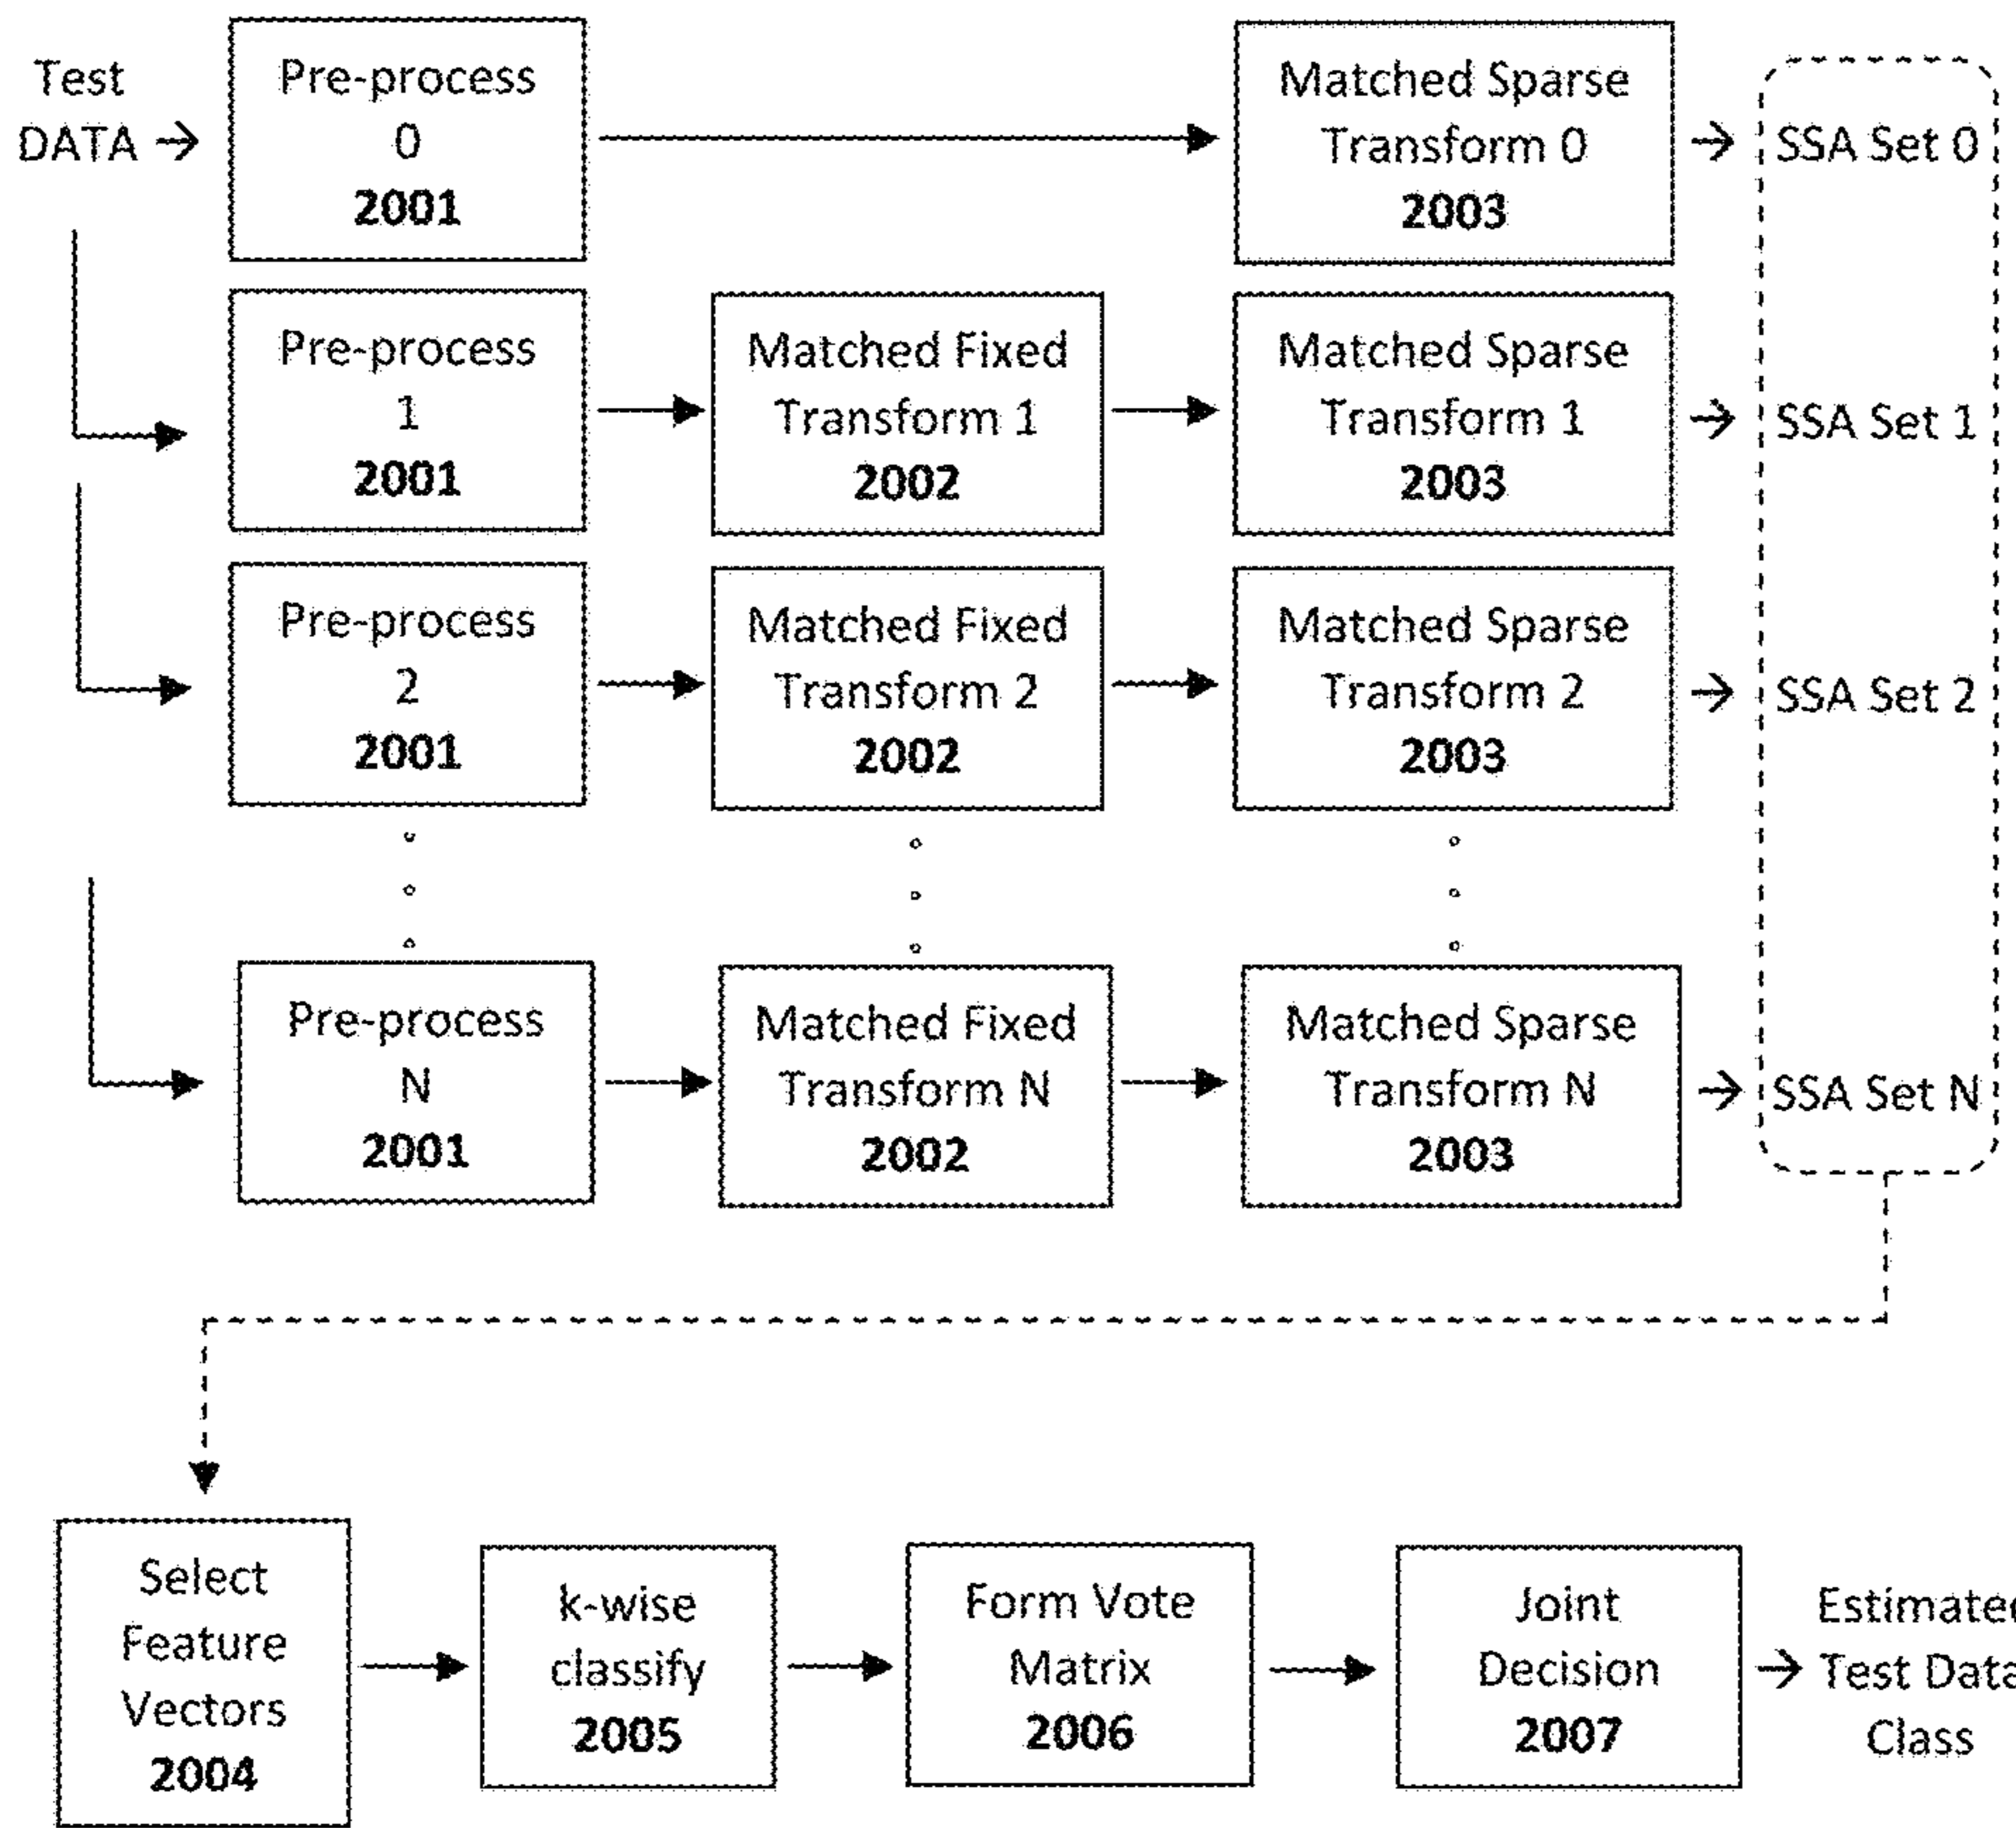 Test
DATA →
Pre-process
0
2001
Matched Sparse
Transform 0
2003
→ SSA Set 0
Pre-process
1
2001
Matched Fixed
Transform 1
2002
Matched Sparse
Transform 1
2003
→ SSA Set 1
Pre-process
2
2001
Matched Fixed
Transform 2
2002
Matched Sparse
Transform 2
2003
→ SSA Set 2
Pre-process
N
2001
Matched Fixed
Transform N
2002
Matched Sparse
Transform N
2003
→ SSA Set N
Select
Feature
Vectors
2004
k-wise
classify
2005
Form Vote
Matrix
2006
Joint
Decision
2007
Estimated
→ Test Data
Class